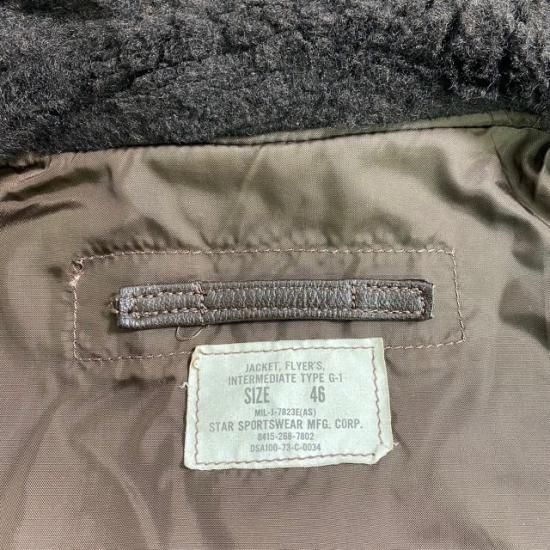 JACKET, FLYER'S,
INTERMEDIATE TYPE G-1
SIZE 46
MIL-J-7823E(AS)
STAR SPORTSWEAR MFG. CORP.
8415-268-7802
DSA100-73-C-0034